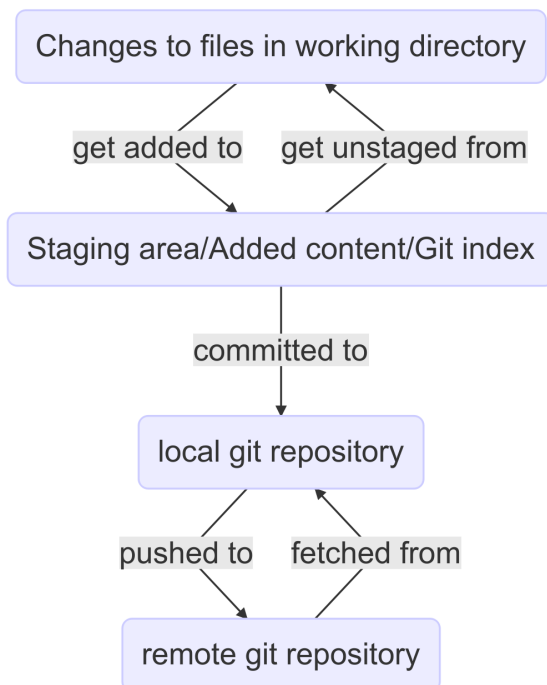 Changes to files in working directory
get added to
get unstaged from
Staging area/Added content/Git index
committed to
local git repository
pushed to
fetched from
remote git repository